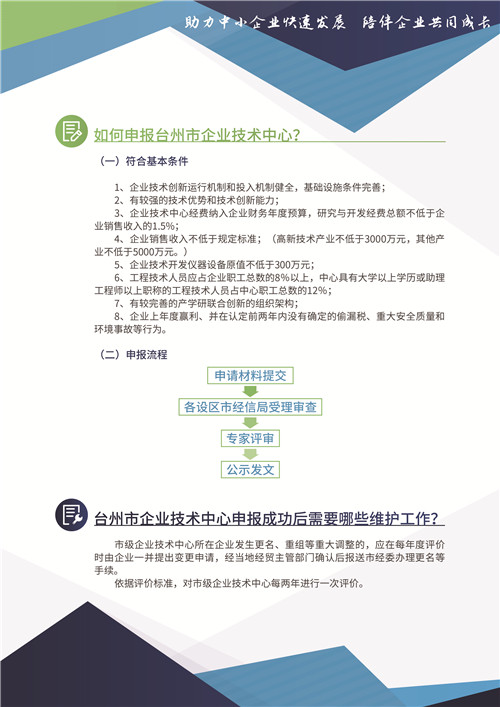 助力中小企业快速发展 陪伴企业共同成长
如何申报台州市企业技术中心？
（一）符合基本条件
1、企业技术创新运行机制和投入机制健全，基础设施条件完善；
2、有较强的技术优势和技术创新能力；
3、企业技术中心经费纳入企业财务年度预算，研究与开发经费总额不低于企
业销售收入的1.5%；
4、企业销售收入不低于规定标准；（高新技术产业不低于3000万元，其他产
业不低于5000万元。）
5、企业技术开发仪器设备原值不低于300万元；
6、工程技术人员应占企业职工总数的8%以上，中心具有大学以上学历或助理
工程师以上职称的工程技术人员占中心职工总数的12%；
7、有较完善的产学研联合创新的组织架构；
8、企业上年度赢利、并在认定前两年内没有确定的偷漏税、重大安全质量和
环境事故等行为。
（二）申报流程
申请材料提交
各设区市经信局受理审查
专家评审
公示发文
台州市企业技术中心申报成功后需要哪些维护工作？
市级企业技术中心所在企业发生更名、重组等重大调整的，应在每年度评价
时由企业一并提出变更申请，经当地经贸主管部门确认后报送市经委办理更名等
手续。
依据评价标准，对市级企业技术中心每两年进行一次评价。